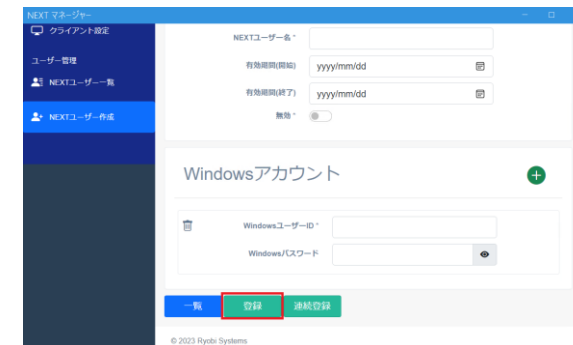 NEXT マネージャー
クライアント設定
ユーザー管理
NEXTユーザー一覧
NEXTユーザー作成
NEXTユーザー名 *
有効期間(開始) yyyy/mm/dd
有効期間(終了) yyyy/mm/dd
無効 *
Windowsアカウント
WindowsユーザーID *
Windowsパスワード
一覧 登録 連続登録
© 2023 Ryobi Systems